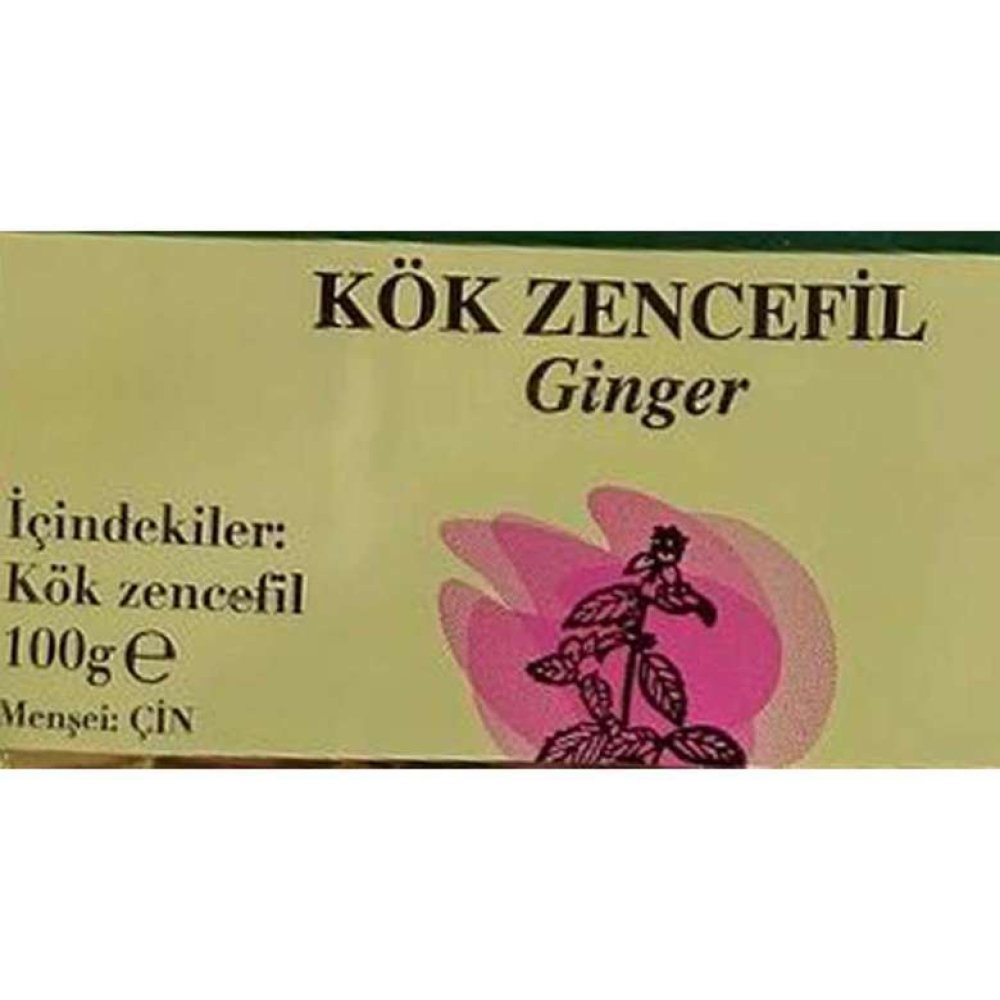 KÖK ZENCEFİL
Ginger
İçindekiler:
Kök zencefil
100g ℮
Menşei: ÇİN